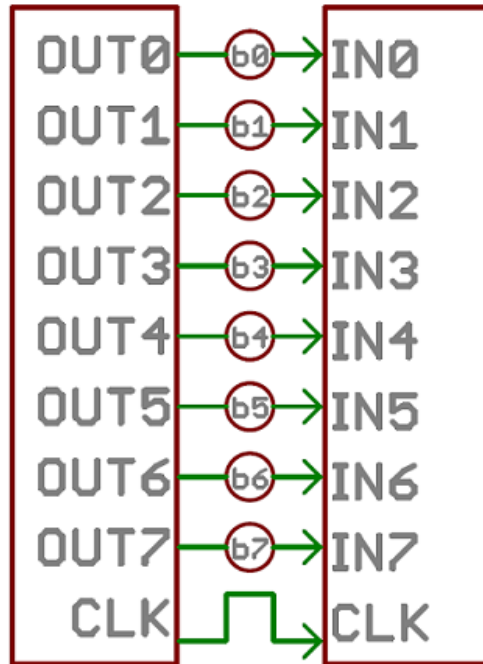 OUT0 b0 IN0
OUT1 b1 IN1
OUT2 b2 IN2
OUT3 b3 IN3
OUT4 b4 IN4
OUT5 b5 IN5
OUT6 b6 IN6
OUT7 b7 IN7
CLK CLK